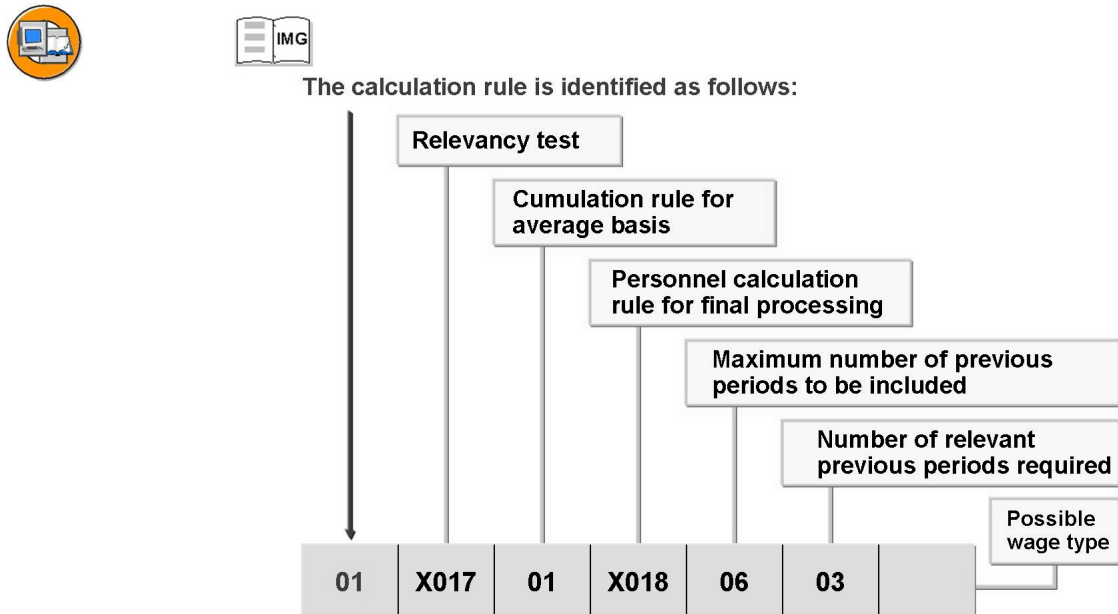 IMG
The calculation rule is identified as follows:
Relevancy test
Cumulation rule for
average basis
Personnel calculation
rule for final processing
Maximum number of previous
periods to be included
Number of relevant
previous periods required
Possible
wage type
01 X017 01 X018 06 03